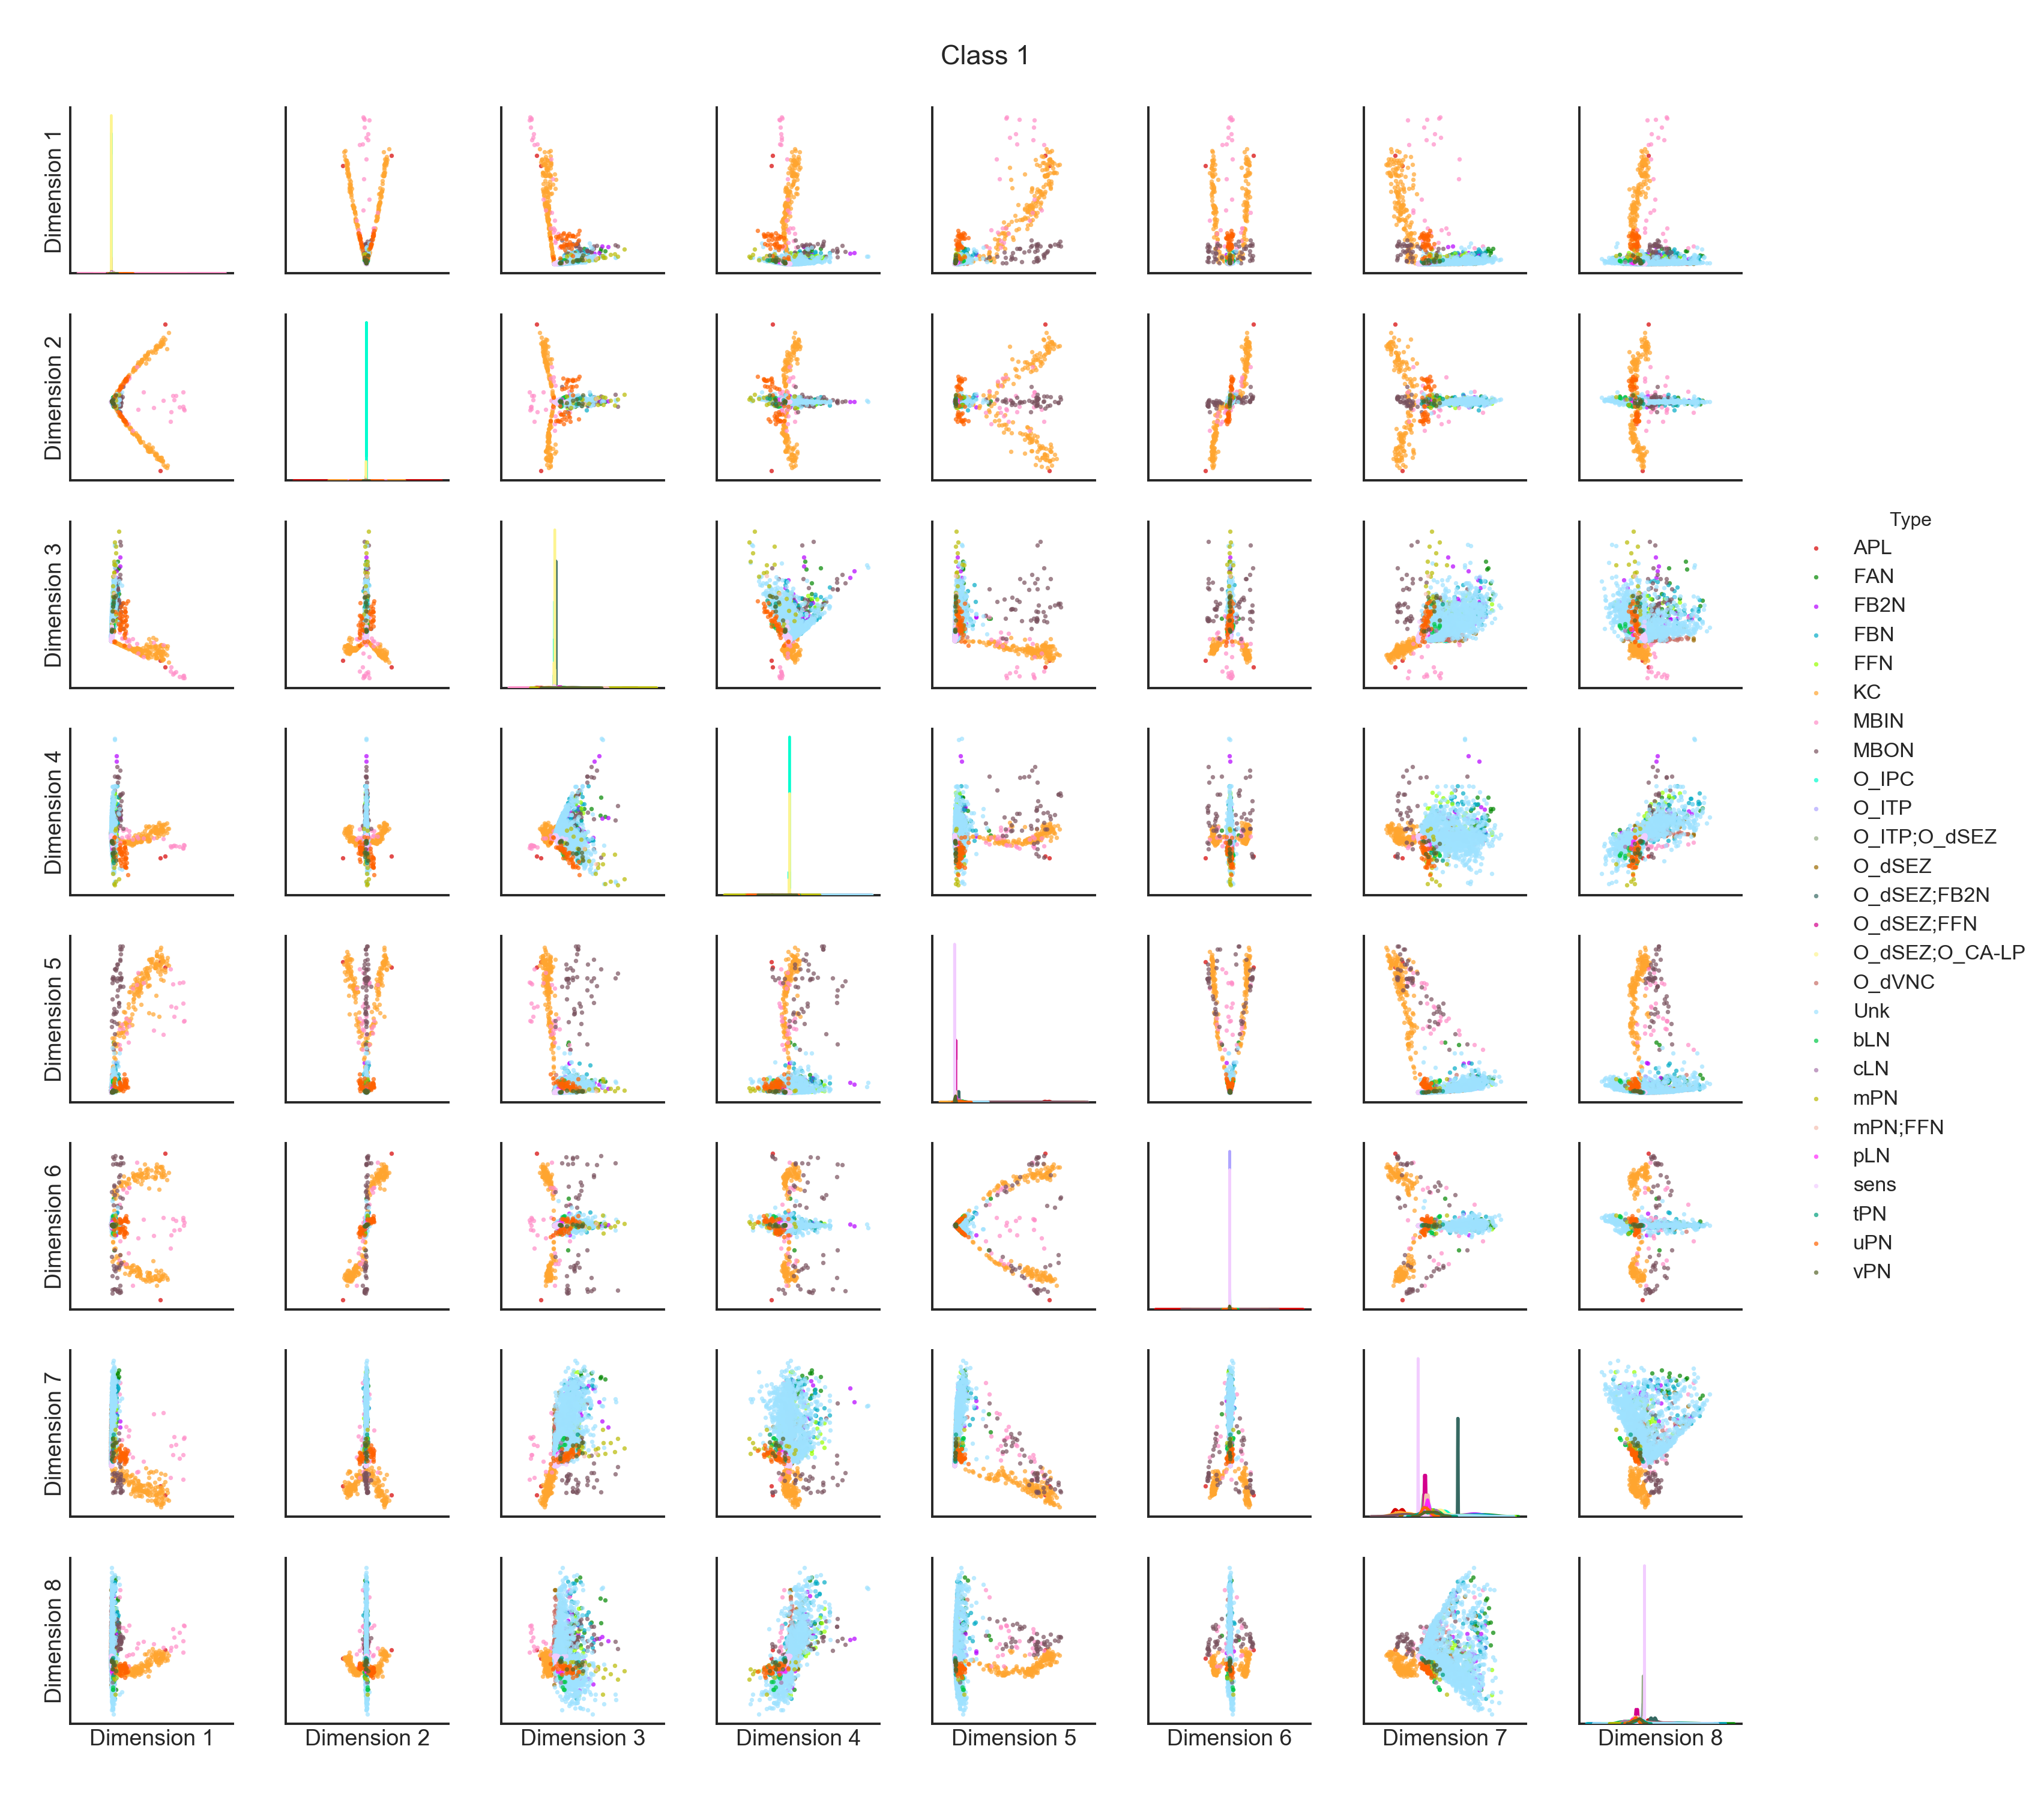 Class 1
Dimension 1
Dimension 2
Dimension 3
Dimension 4
Dimension 5
Dimension 6
Dimension 7
Dimension 8
Dimension 1
Dimension 2
Dimension 3
Dimension 4
Dimension 5
Dimension 6
Dimension 7
Dimension 8
Type
APL
FAN
FB2N
FBN
FFN
KC
MBIN
MBON
O_IPC
O_ITP
O_ITP;O_dSEZ
O_dSEZ
O_dSEZ;FB2N
O_dSEZ;FFN
O_dSEZ;O_CA-LP
O_dVNC
Unk
bLN
cLN
mPN
mPN;FFN
pLN
sens
tPN
uPN
vPN